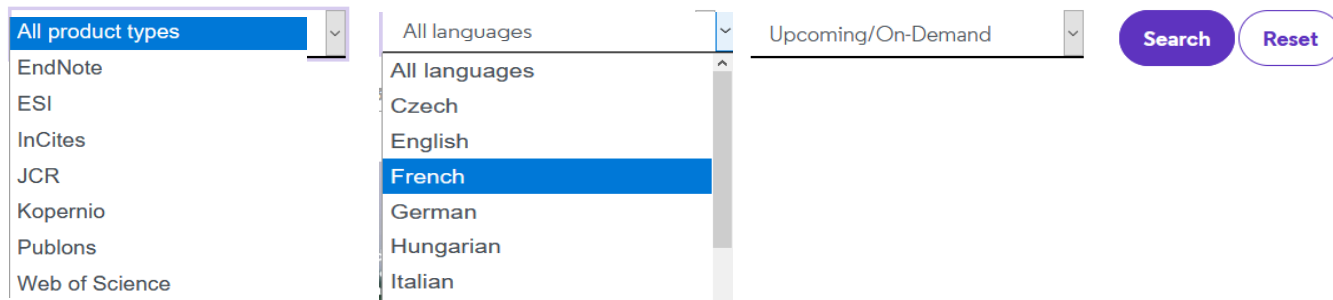 All product types
EndNote
ESI
InCites
JCR
Kopernio
Publons
Web of Science
All languages
All languages
Czech
English
French
German
Hungarian
Italian
Upcoming/On-Demand
Search
Reset